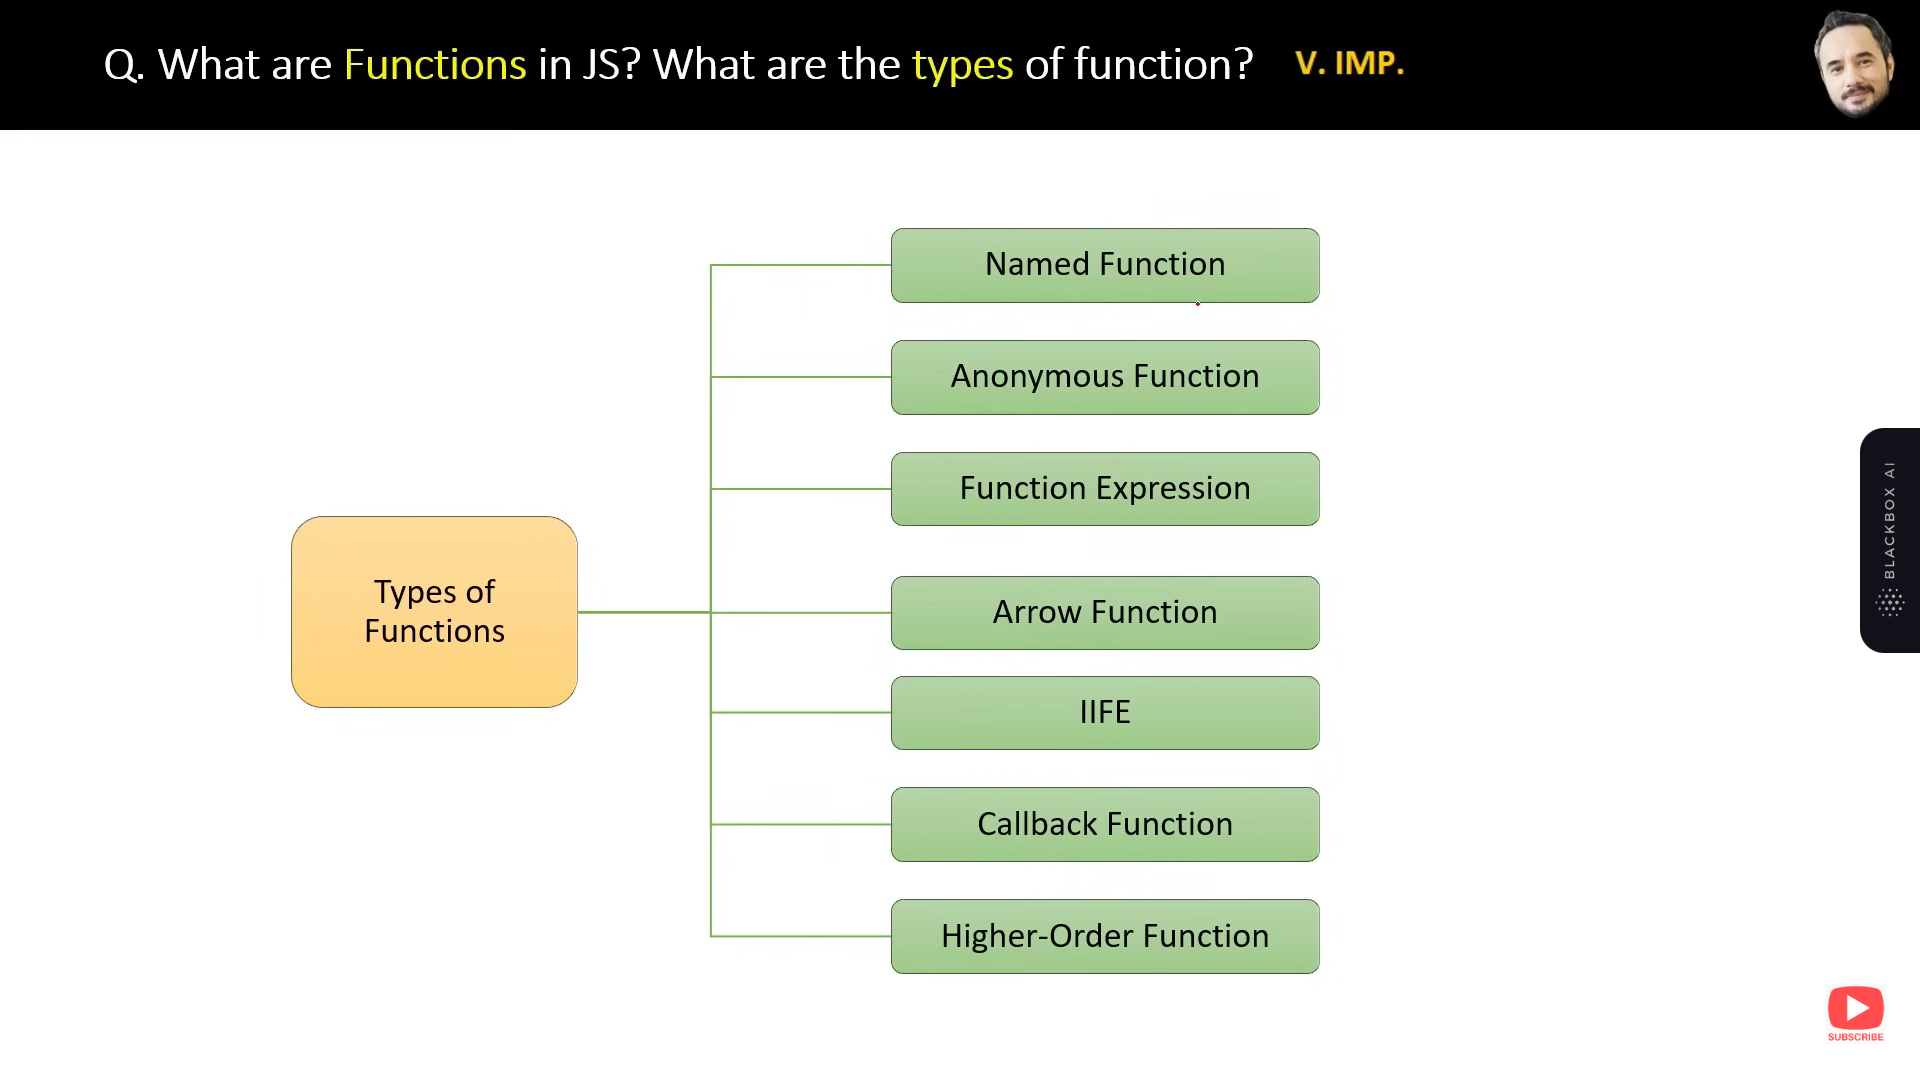 Q. What are Functions in JS? What are the types of function? V. IMP.
Named Function
Anonymous Function
Function Expression
Types of
Functions
Arrow Function
IIFE
Callback Function
Higher-Order Function
BLACKBOX AI
SUBSCRIBE